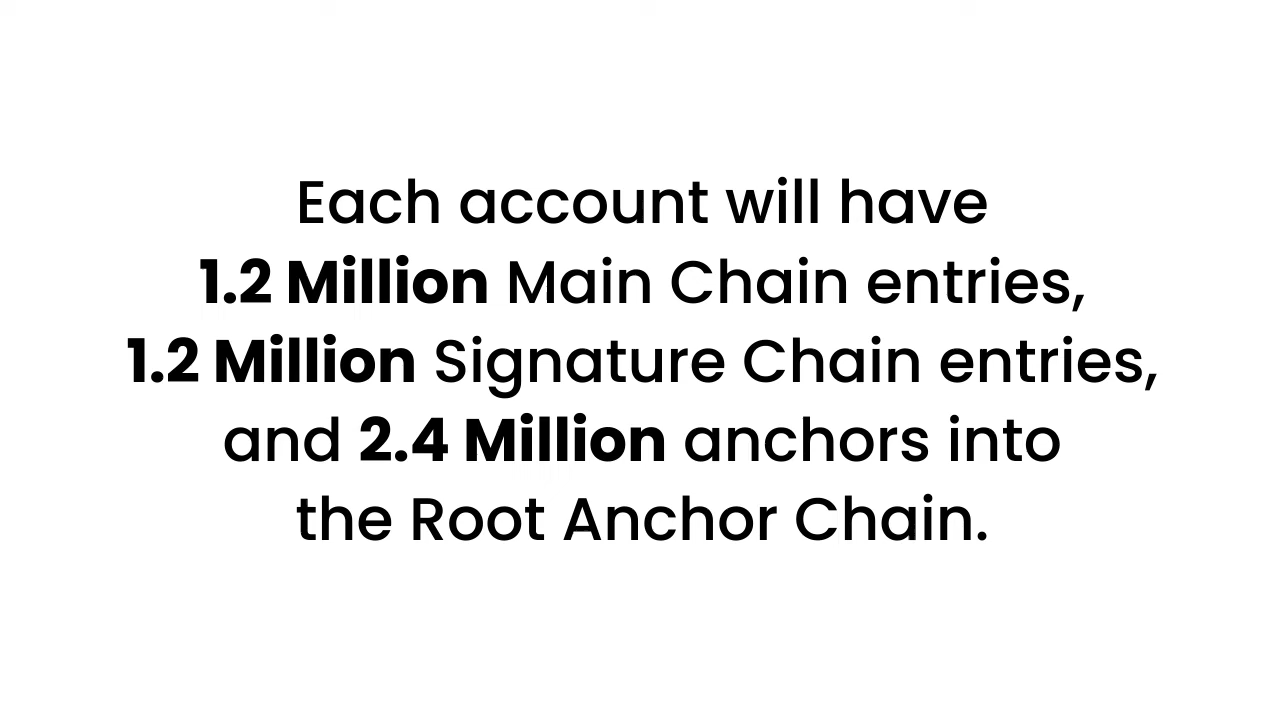 Each account will have
1.2 Million Main Chain entries,
1.2 Million Signature Chain entries,
and 2.4 Million anchors into
the Root Anchor Chain.